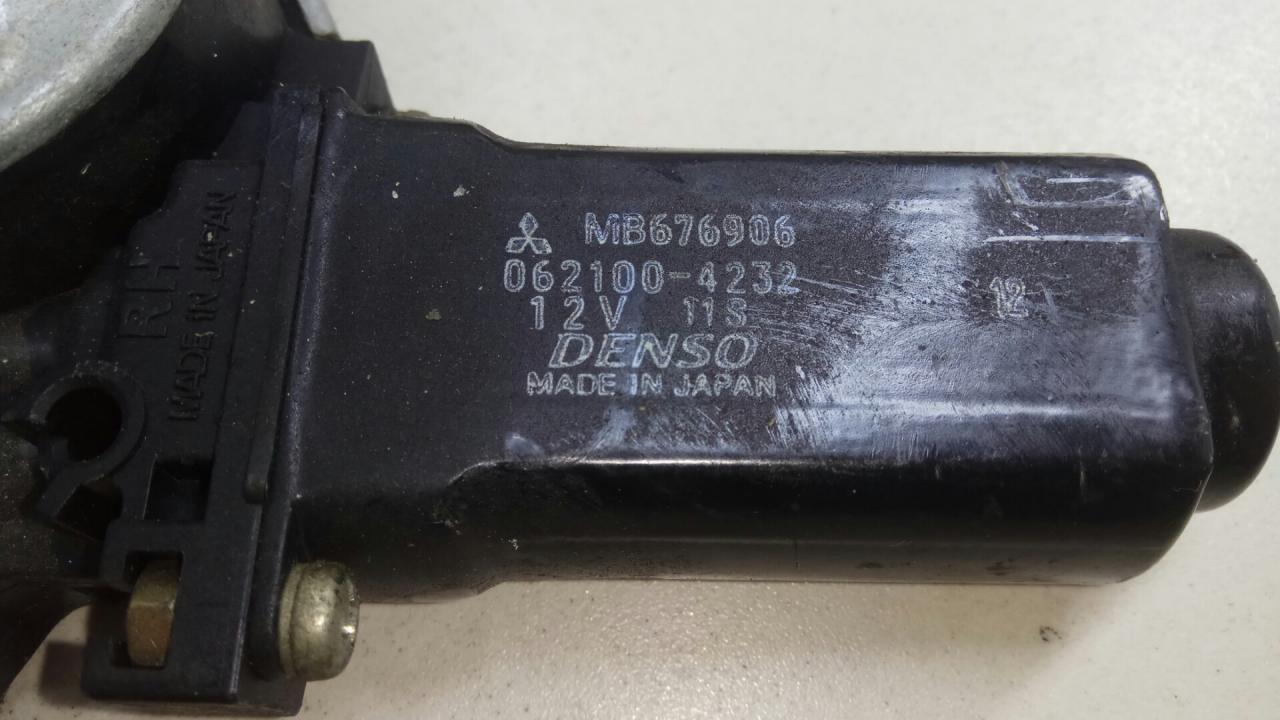 MB676906
062100-4232
12V 11S
DENSO
MADE IN JAPAN
12
RH
MADE IN JAPAN